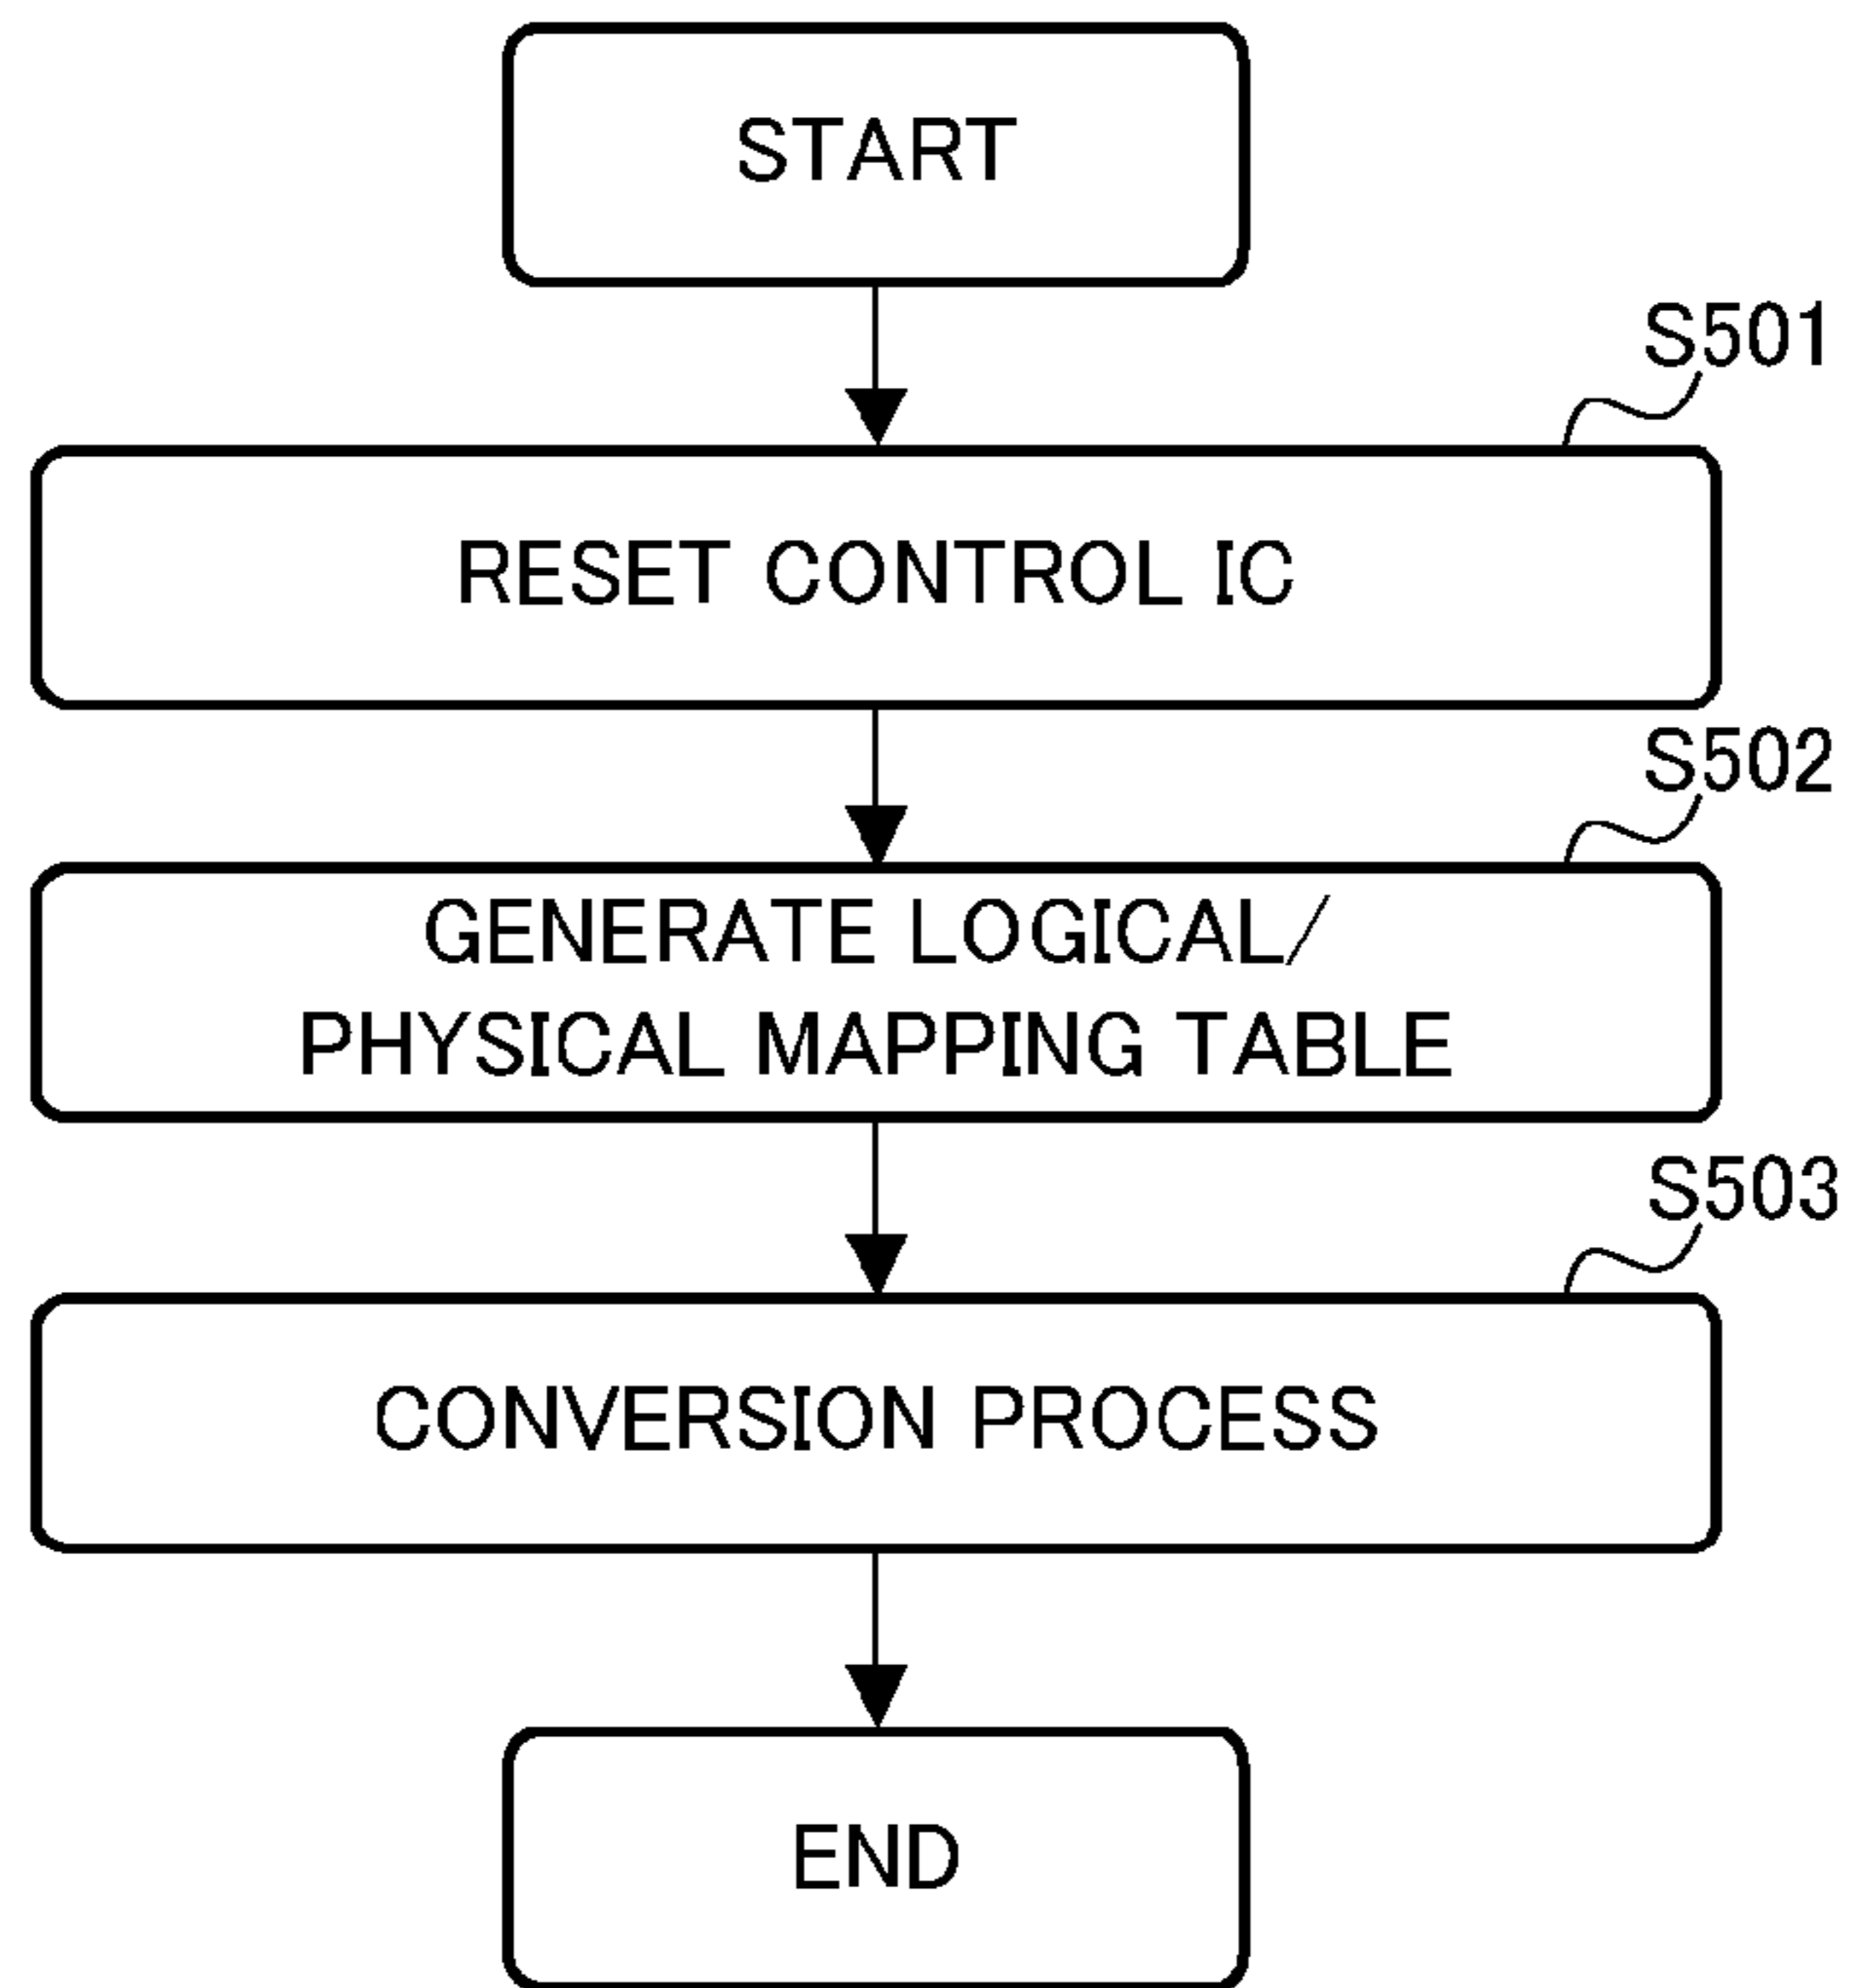 START
S501
RESET CONTROL IC
S502
GENERATE LOGICAL/
PHYSICAL MAPPING TABLE
S503
CONVERSION PROCESS
END